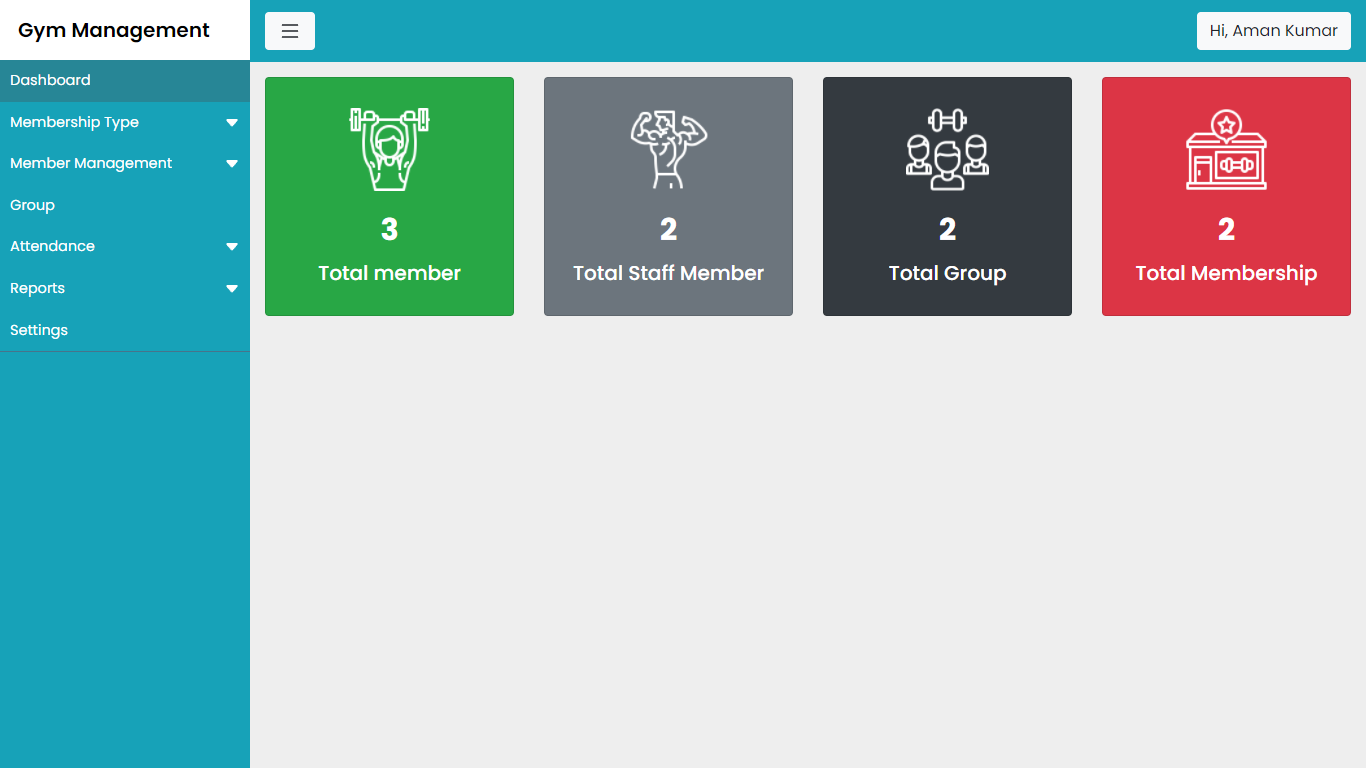 Gym Management
Hi, Aman Kumar
Dashboard
Membership Type
Member Management
Group
Attendance
Reports
Settings
3
Total member
2
Total Staff Member
2
Total Group
2
Total Membership